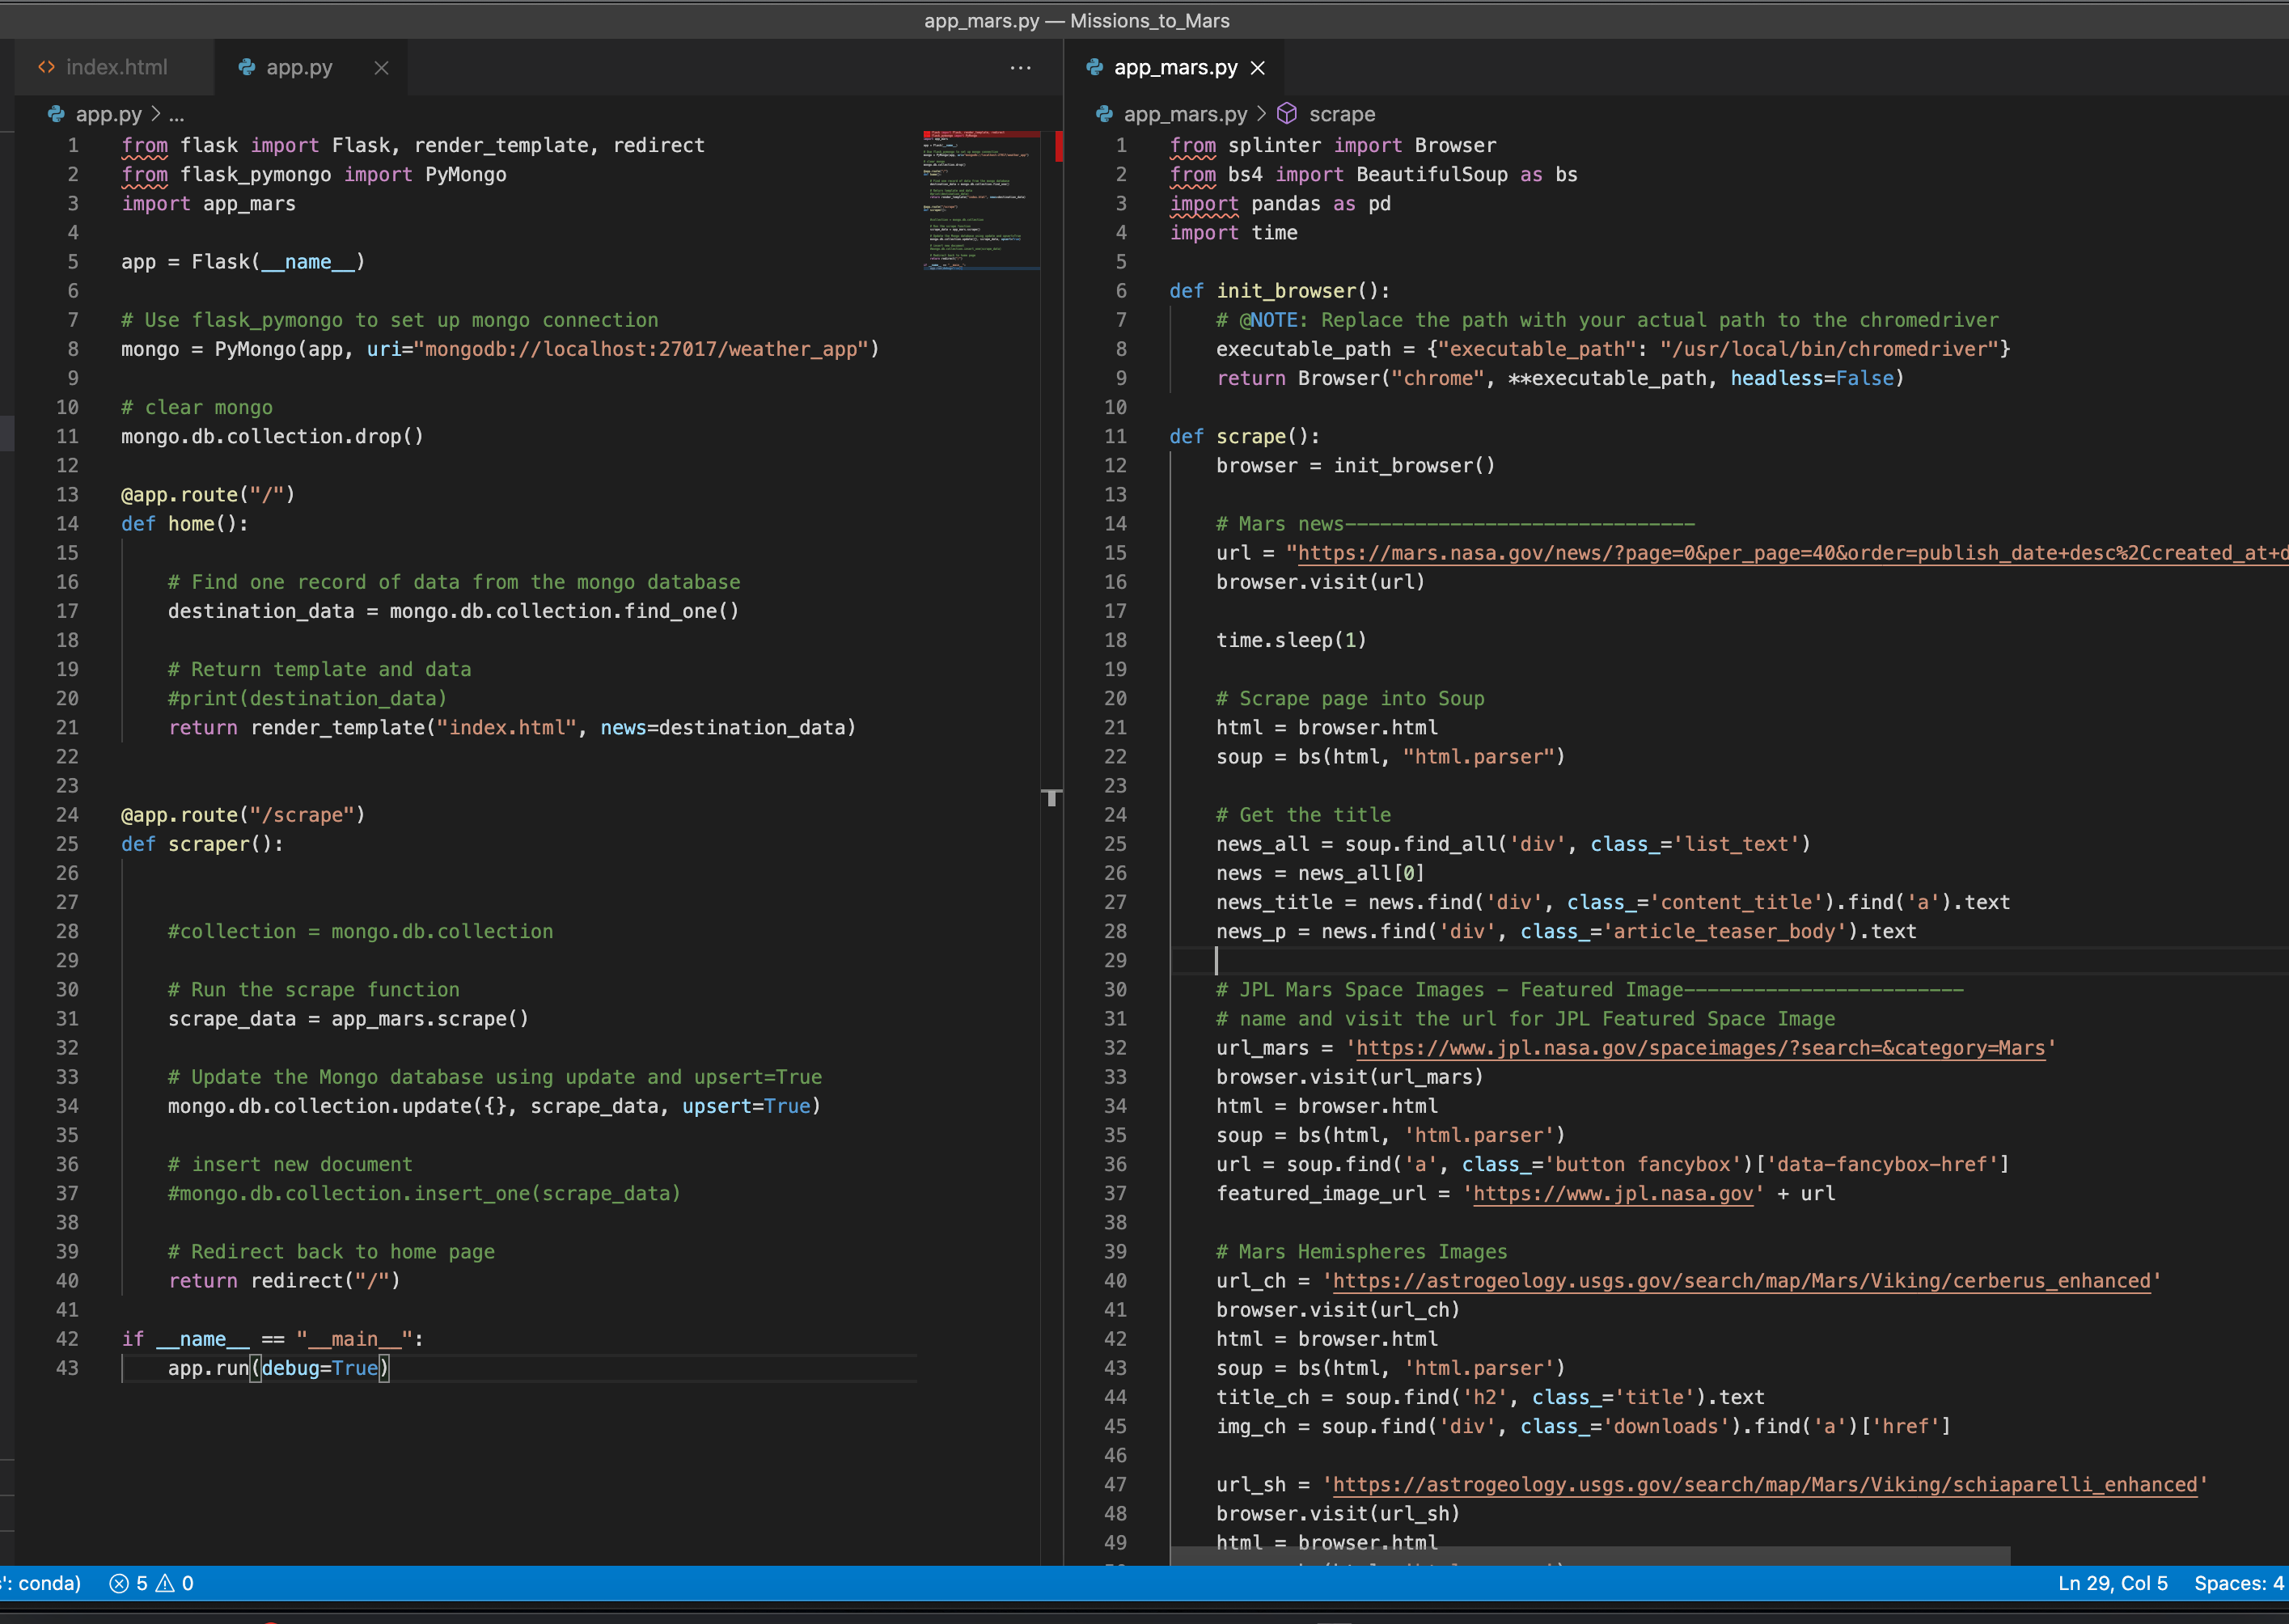 app_mars.py — Missions_to_Mars
index.html
app.py
app.py > ...
1 from flask import Flask, render_template, redirect
2 from flask_pymongo import PyMongo
3 import app_mars
4
5 app = Flask(__name__)
6
7 # Use flask_pymongo to set up mongo connection
8 mongo = PyMongo(app, uri="mongodb://localhost:27017/weather_app")
9
10 # clear mongo
11 mongo.db.collection.drop()
12
13 @app.route("/")
14 def home():
15
16 # Find one record of data from the mongo database
17 destination_data = mongo.db.collection.find_one()
18
19 # Return template and data
20 #print(destination_data)
21 return render_template("index.html", news=destination_data)
22
23
24 @app.route("/scrape")
25 def scraper():
26
27
28 #collection = mongo.db.collection
29
30 # Run the scrape function
31 scrape_data = app_mars.scrape()
32
33 # Update the Mongo database using update and upsert=True
34 mongo.db.collection.update({}, scrape_data, upsert=True)
35
36 # insert new document
37 #mongo.db.collection.insert_one(scrape_data)
38
39 # Redirect back to home page
40 return redirect("/")
41
42 if __name__ == "__main__":
43 app.run(debug=True)
app_mars.py
app_mars.py > scrape
1 from splinter import Browser
2 from bs4 import BeautifulSoup as bs
3 import pandas as pd
4 import time
5
6 def init_browser():
7 # @NOTE: Replace the path with your actual path to the chromedriver
8 executable_path = {"executable_path": "/usr/local/bin/chromedriver"}
9 return Browser("chrome", **executable_path, headless=False)
10
11 def scrape():
12 browser = init_browser()
13
14 # Mars news------------------------------
15 url = "https://mars.nasa.gov/news/?page=0&per_page=40&order=publish_date+desc%2Ccreated_at+d
16 browser.visit(url)
17
18 time.sleep(1)
19
20 # Scrape page into Soup
21 html = browser.html
22 soup = bs(html, "html.parser")
23
24 # Get the title
25 news_all = soup.find_all('div', class_='list_text')
26 news = news_all[0]
27 news_title = news.find('div', class_='content_title').find('a').text
28 news_p = news.find('div', class_='article_teaser_body').text
29
30 # JPL Mars Space Images - Featured Image------------------------
31 # name and visit the url for JPL Featured Space Image
32 url_mars = 'https://www.jpl.nasa.gov/spaceimages/?search=&category=Mars'
33 browser.visit(url_mars)
34 html = browser.html
35 soup = bs(html, 'html.parser')
36 url = soup.find('a', class_='button fancybox')['data-fancybox-href']
37 featured_image_url = 'https://www.jpl.nasa.gov' + url
38
39 # Mars Hemispheres Images
40 url_ch = 'https://astrogeology.usgs.gov/search/map/Mars/Viking/cerberus_enhanced'
41 browser.visit(url_ch)
42 html = browser.html
43 soup = bs(html, 'html.parser')
44 title_ch = soup.find('h2', class_='title').text
45 img_ch = soup.find('div', class_='downloads').find('a')['href']
46
47 url_sh = 'https://astrogeology.usgs.gov/search/map/Mars/Viking/schiaparelli_enhanced'
48 browser.visit(url_sh)
49 html = browser.html
': conda) 5 0
Ln 29, Col 5 Spaces: 4